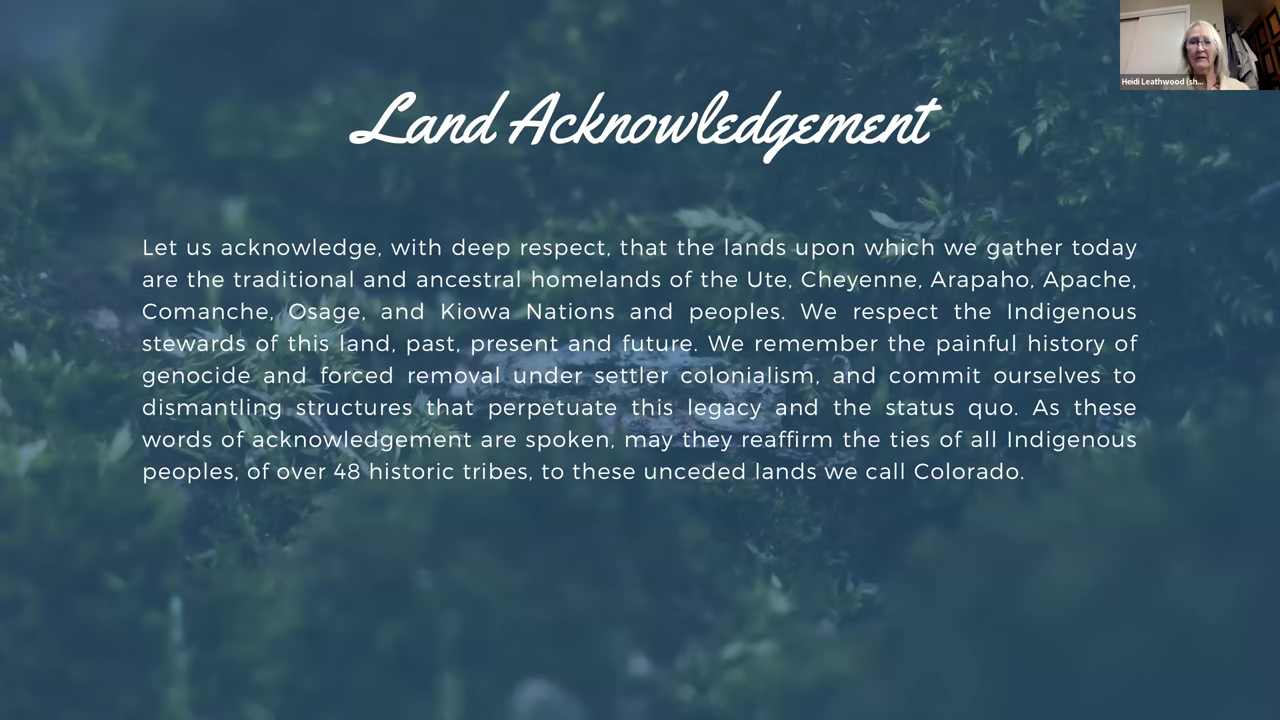 Heidi Leathwood (sh...
Land Acknowledgement
Let us acknowledge, with deep respect, that the lands upon which we gather today
are the traditional and ancestral homelands of the Ute, Cheyenne, Arapaho, Apache,
Comanche, Osage, and Kiowa Nations and peoples. We respect the Indigenous
stewards of this land, past, present and future. We remember the painful history of
genocide and forced removal under settler colonialism, and commit ourselves to
dismantling structures that perpetuate this legacy and the status quo. As these
words of acknowledgement are spoken, may they reaffirm the ties of all Indigenous
peoples, of over 48 historic tribes, to these unceded lands we call Colorado.